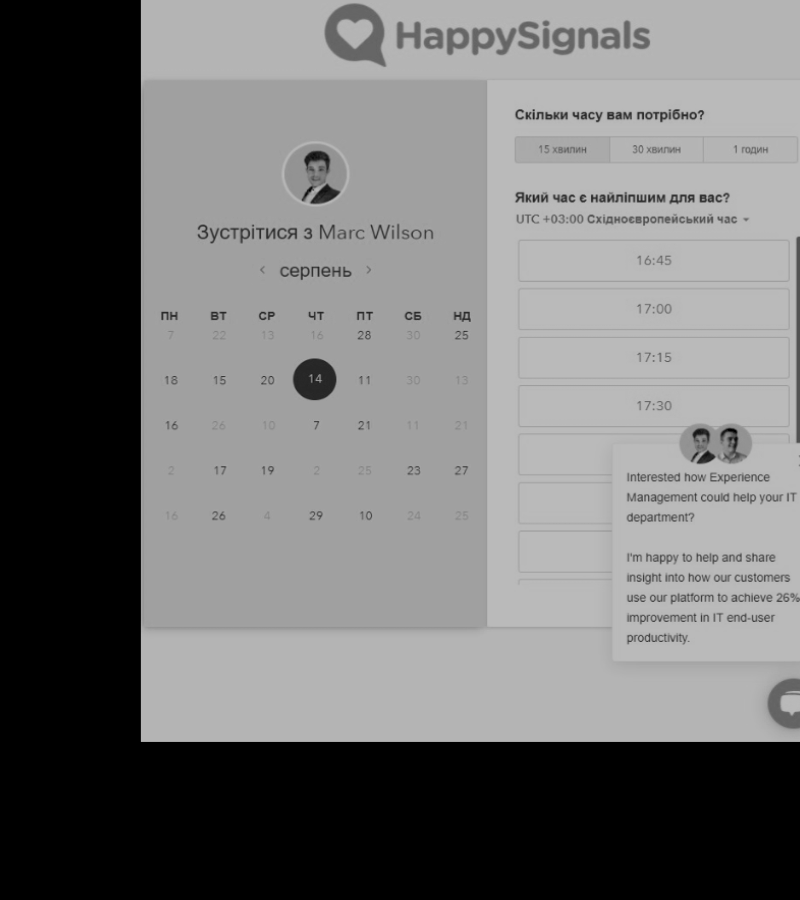 HappySignals
Зустрітися з Marc Wilson
серпень
ПН ВТ СР ЧТ ПТ СБ НД
7 22 13 16 28 30 25
18 15 20 14 11 30 13
16 26 10 7 21 11 21
2 17 19 2 25 23 27
16 26 4 29 10 24 25
Скільки часу вам потрібно?
15 хвилин 30 хвилин 1 годин
Який час є найліпшим для вас?
UTC +03:00 Східноєвропейський час
16:45
17:00
17:15
17:30
Interested how Experience
Management could help your IT
department?
I'm happy to help and share
insight into how our customers
use our platform to achieve 26%
improvement in IT end-user
productivity.